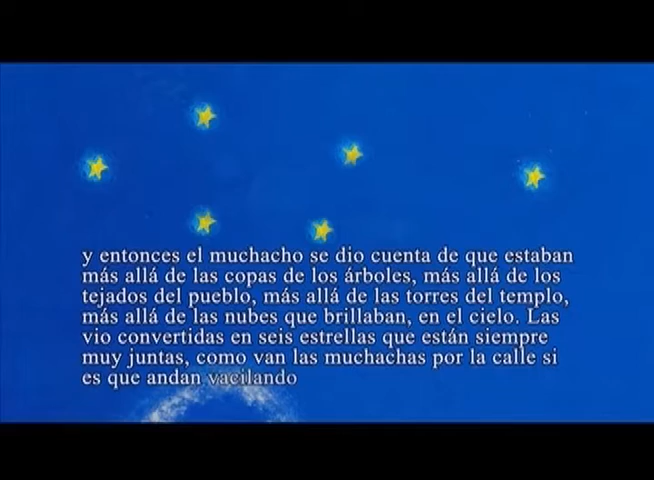 y entonces el muchacho se dio cuenta de que estaban
más allá de las copas de los árboles, más allá de los
tejados del pueblo, más allá de las torres del templo,
más allá de las nubes que brillaban, en el cielo. Las
vio convertidas en seis estrellas que están siempre
muy juntas, como van las muchachas por la calle si
es que andan vacilando